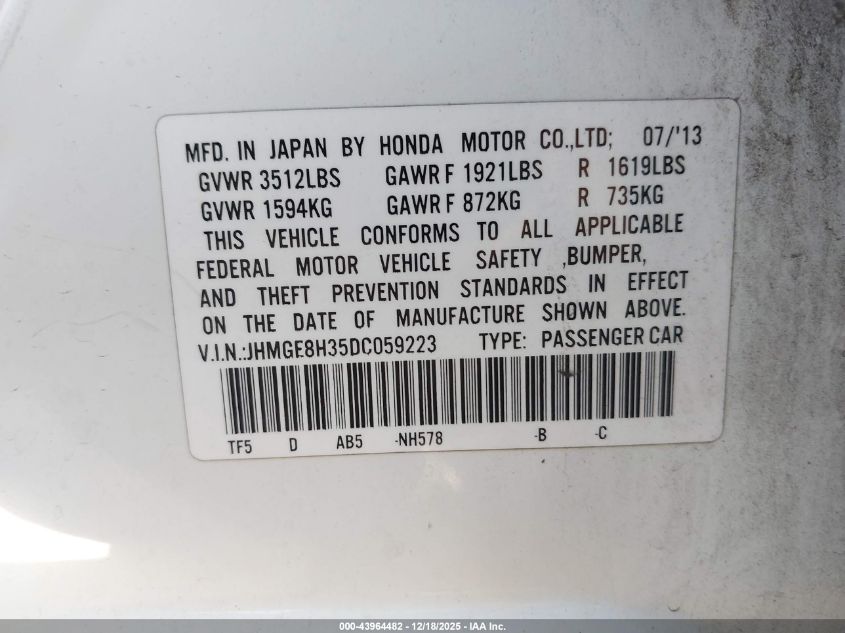 MFD. IN JAPAN BY HONDA MOTOR CO.,LTD; 07/'13
GVWR 3512LBS GAWR F 1921LBS R 1619LBS
GVWR 1594KG GAWR F 872KG R 735KG
THIS VEHICLE CONFORMS TO ALL APPLICABLE
FEDERAL MOTOR VEHICLE SAFETY ,BUMPER,
AND THEFT PREVENTION STANDARDS IN EFFECT
ON THE DATE OF MANUFACTURE SHOWN ABOVE.
V.I.N.:JHMGE8H35DC059223 TYPE: PASSENGER CAR
TF5 D AB5 -NH578 -B -C
000-43964482 - 12/18/2025 - IAA Inc.